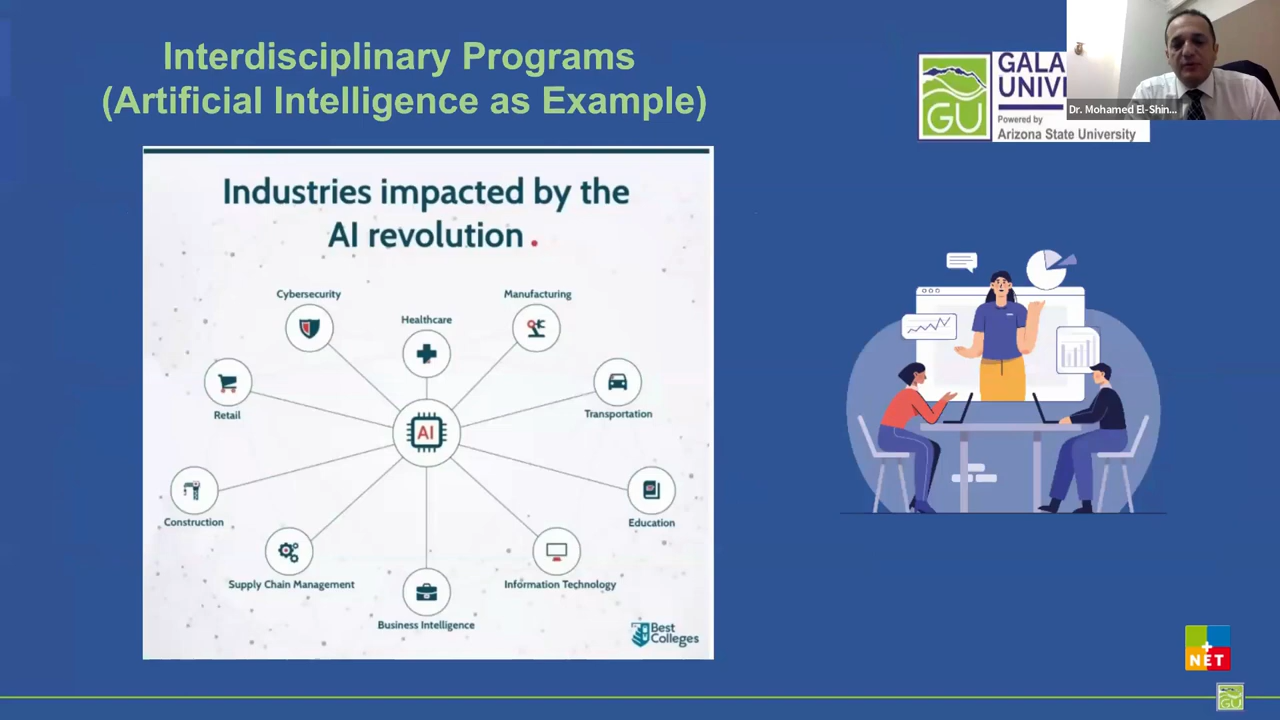 Interdisciplinary Programs
(Artificial Intelligence as Example)
GALA
UNIVE
GU
Powered by
Arizona State University
Dr. Mohamed El-Shin...
Industries impacted by the
AI revolution.
Cybersecurity
Manufacturing
Healthcare
Retail
Transportation
AI
Construction
Education
Supply Chain Management
Information Technology
Business Intelligence
Best
Colleges
+
NET
GU